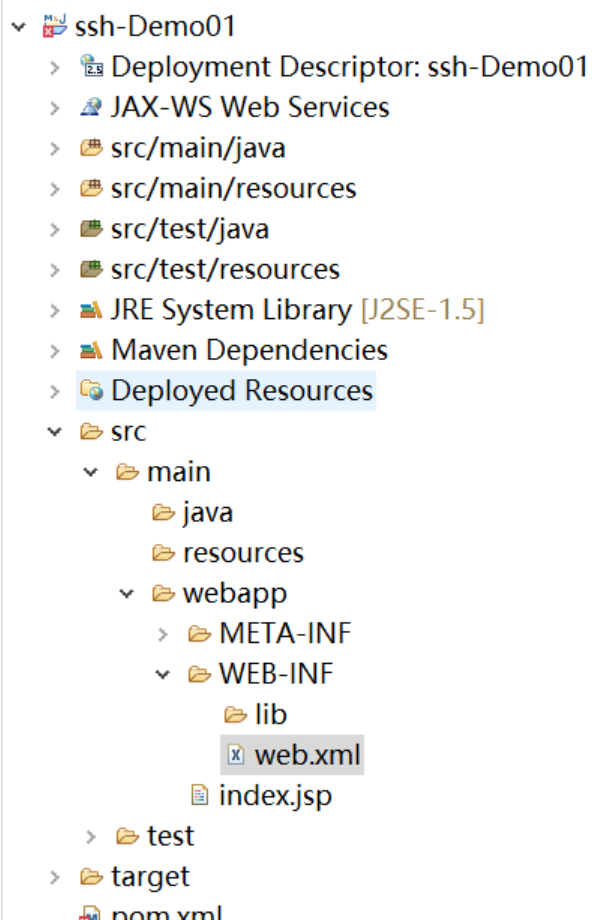 ssh-Demo01
Deployment Descriptor: ssh-Demo01
JAX-WS Web Services
src/main/java
src/main/resources
src/test/java
src/test/resources
JRE System Library [J2SE-1.5]
Maven Dependencies
Deployed Resources
src
main
java
resources
webapp
META-INF
WEB-INF
lib
web.xml
index.jsp
test
target
pom.xml